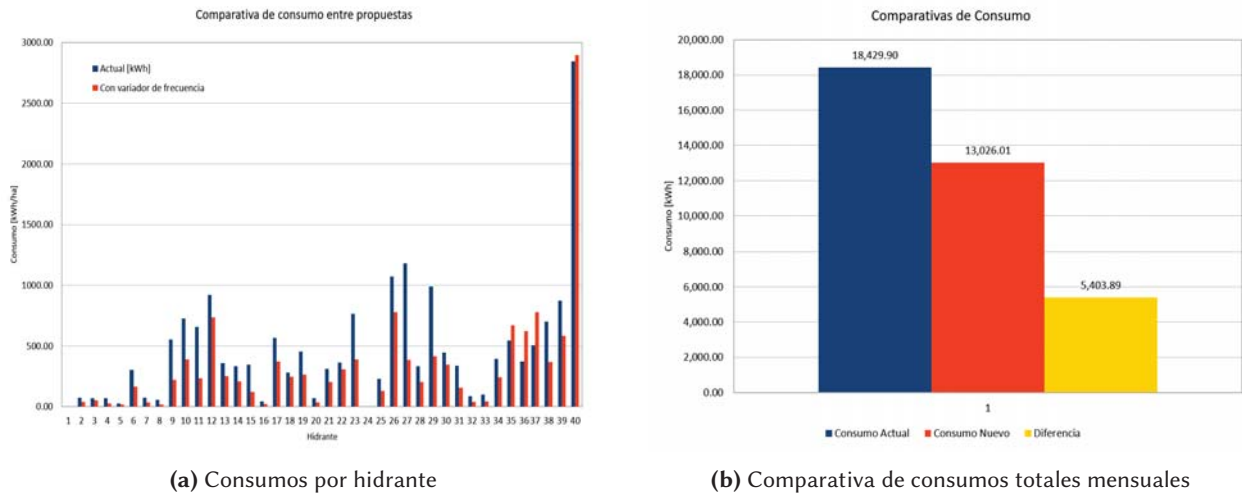 Comparativa de consumo entre propuestas
3000.00
2500.00
2000.00
1500.00
1000.00
500.00
0.00
Consumo [kWh/ha]
Actual [kWh]
Con variador de frecuencia
1 2 3 4 5 6 7 8 9 10 11 12 13 14 15 16 17 18 19 20 21 22 23 24 25 26 27 28 29 30 31 32 33 34 35 36 37 38 39 40
Hidrante
(a) Consumos por hidrante
Comparativas de Consumo
20,000.00
18,000.00
16,000.00
14,000.00
12,000.00
10,000.00
8,000.00
6,000.00
4,000.00
2,000.00
0.00
Consumo [kWh]
18,429.90
13,026.01
5,403.89
1
Consumo Actual Consumo Nuevo Diferencia
(b) Comparativa de consumos totales mensuales